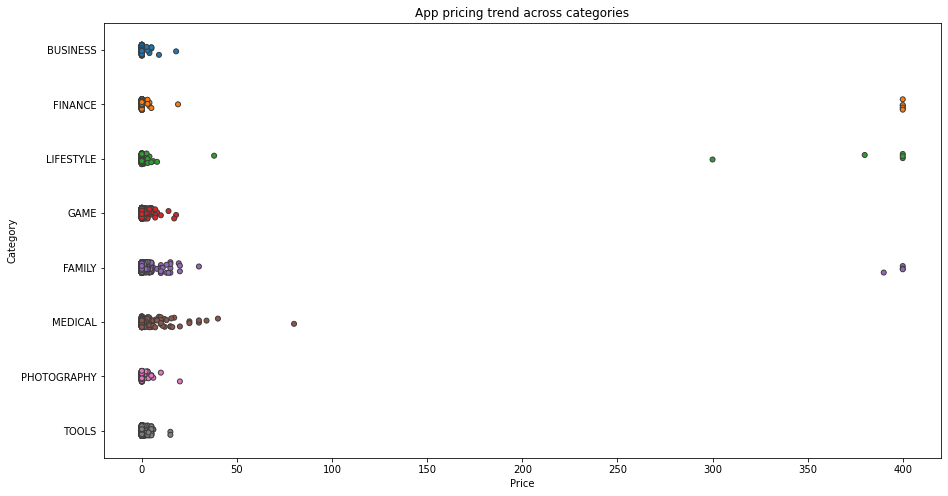 App pricing trend across categories
Category
BUSINESS
FINANCE
LIFESTYLE
GAME
FAMILY
MEDICAL
PHOTOGRAPHY
TOOLS
0 50 100 150 200 250 300 350 400
Price